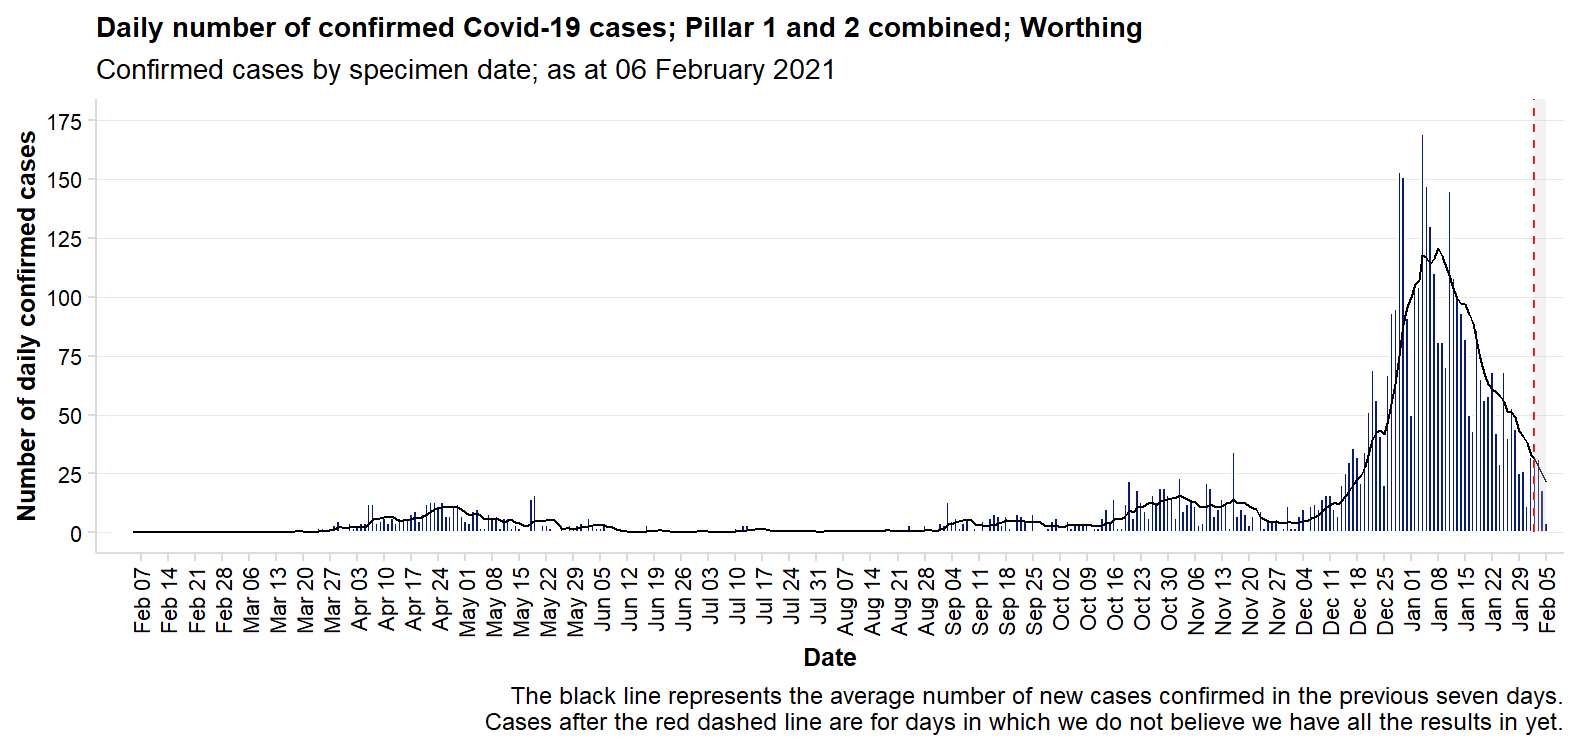 Daily number of confirmed Covid-19 cases; Pillar 1 and 2 combined; Worthing
Confirmed cases by specimen date; as at 06 February 2021
Number of daily confirmed cases
175
150
125
100
75
50
25
0
Feb 07
Feb 14
Feb 21
Feb 28
Mar 06
Mar 13
Mar 20
Mar 27
Apr 03
Apr 10
Apr 17
Apr 24
May 01
May 08
May 15
May 22
May 29
Jun 05
Jun 12
Jun 19
Jun 26
Jul 03
Jul 10
Jul 17
Jul 24
Jul 31
Aug 07
Aug 14
Aug 21
Aug 28
Sep 04
Sep 11
Sep 18
Sep 25
Oct 02
Oct 09
Oct 16
Oct 23
Oct 30
Nov 06
Nov 13
Nov 20
Nov 27
Dec 04
Dec 11
Dec 18
Dec 25
Jan 01
Jan 08
Jan 15
Jan 22
Jan 29
Feb 05
Date
The black line represents the average number of new cases confirmed in the previous seven days.
Cases after the red dashed line are for days in which we do not believe we have all the results in yet.